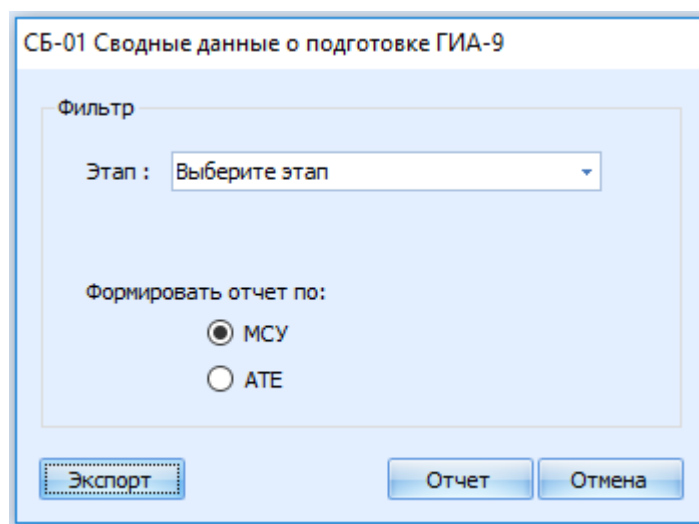 СБ-01 Сводные данные о подготовке ГИА-9
Фильтр
Этап : Выберите этап
Формировать отчет по:
МСУ
АТЕ
Экспорт Отчет Отмена